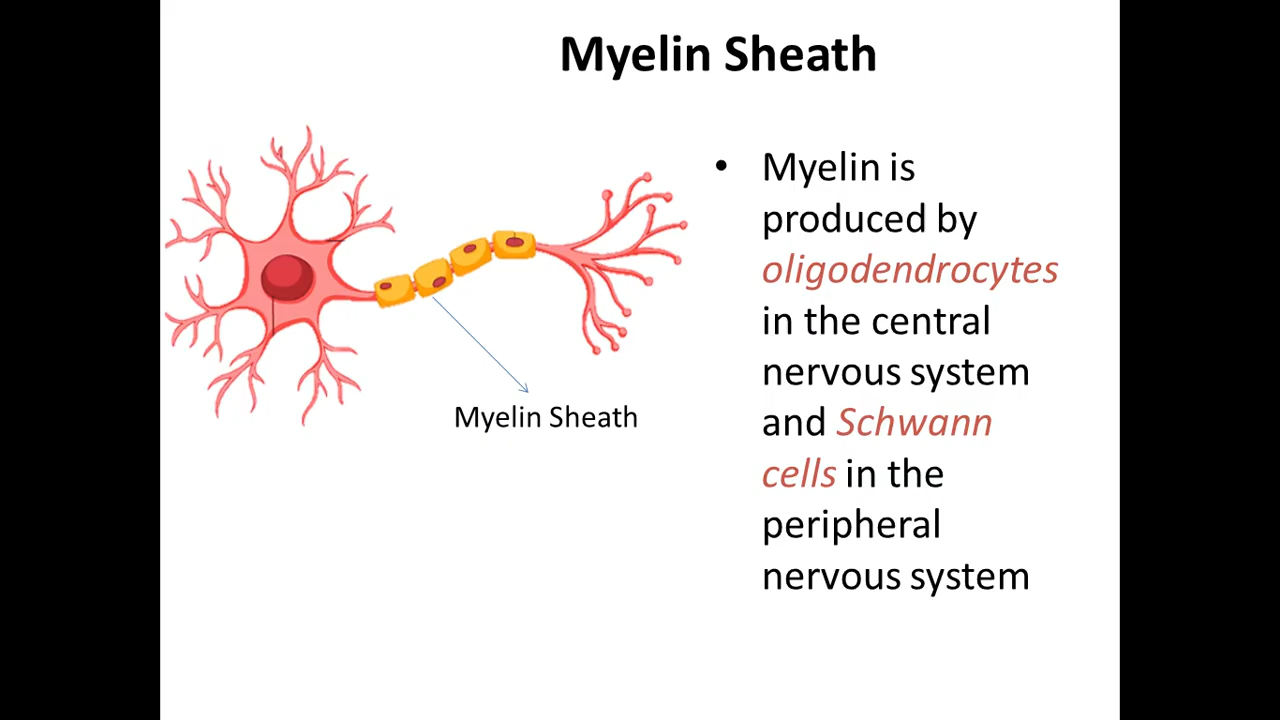 Myelin Sheath
• Myelin is
produced by
oligodendrocytes
in the central
nervous system
and Schwann
cells in the
peripheral
nervous system
Myelin Sheath